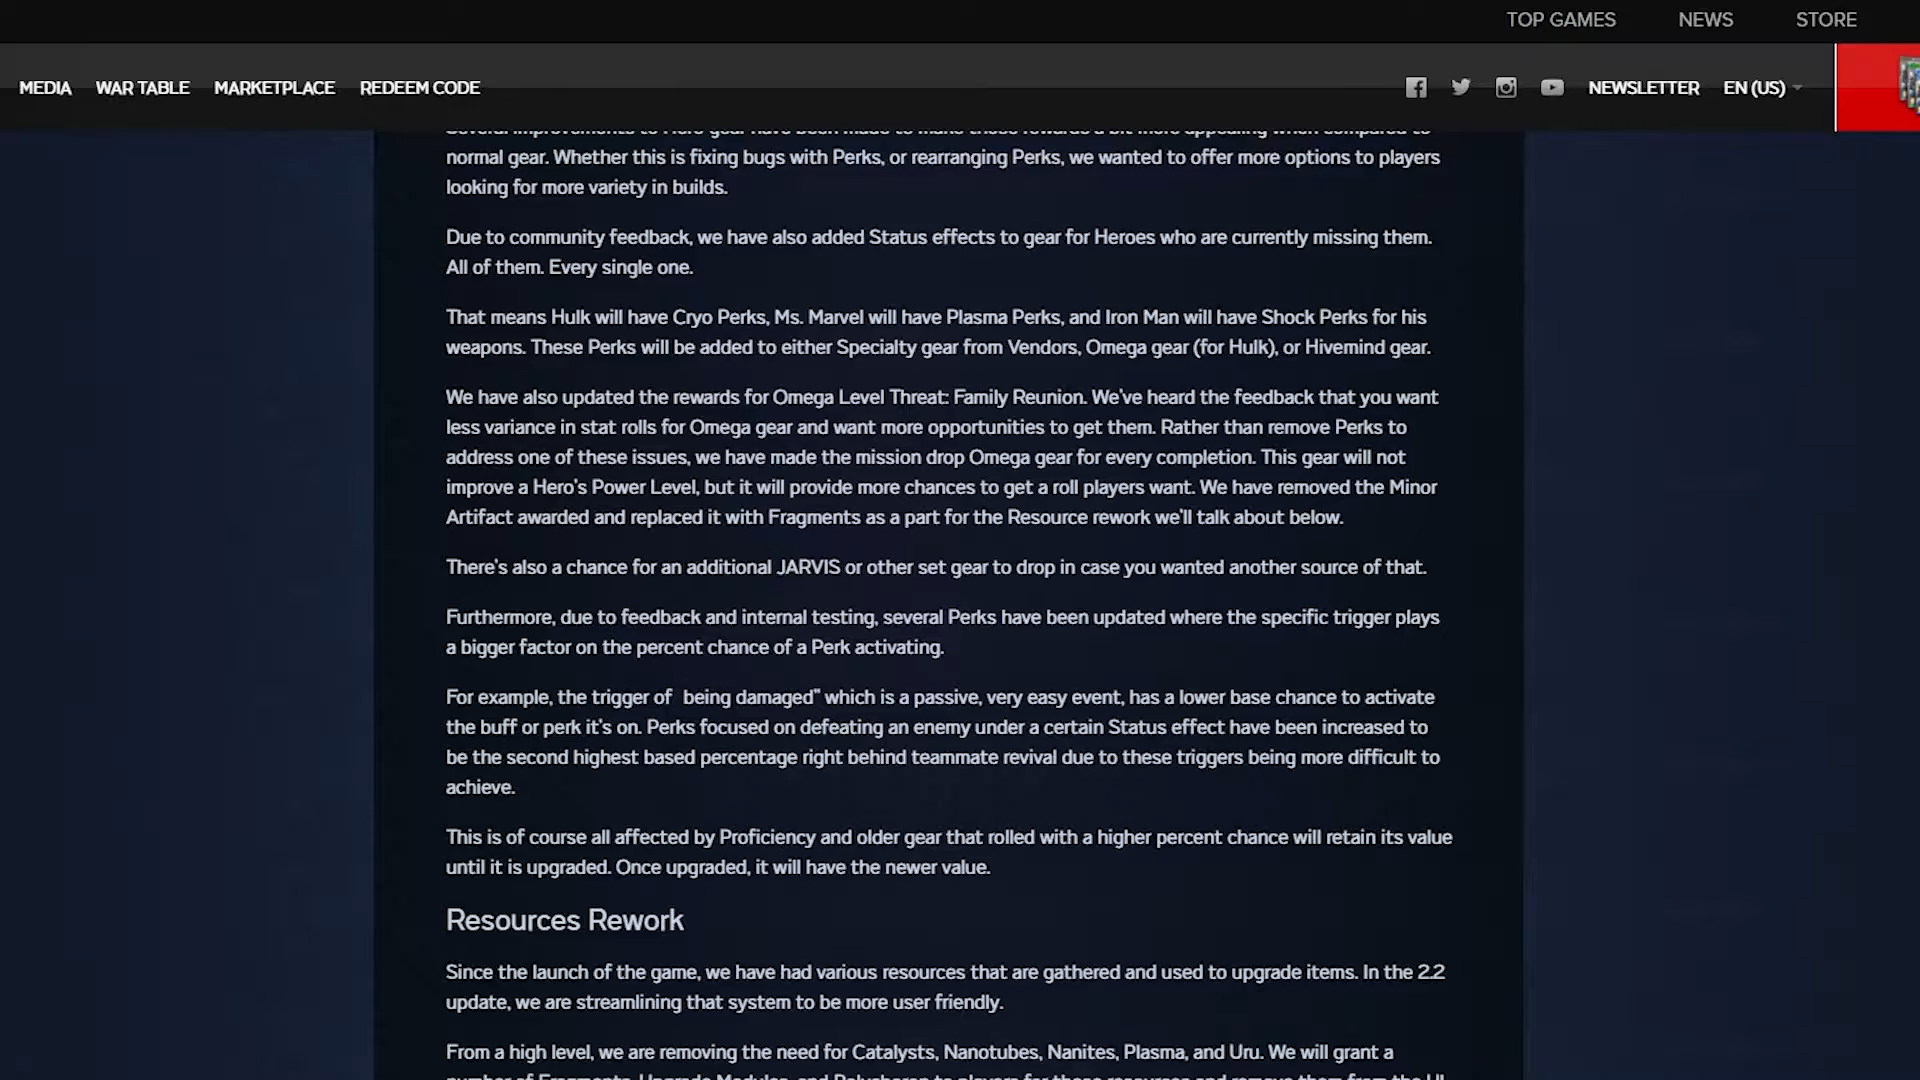 TOP GAMES NEWS STORE
MEDIA WAR TABLE MARKETPLACE REDEEM CODE NEWSLETTER EN (US)
Several improvements to Hero gear have been made to make those rewards a bit more appealing when compared to
normal gear. Whether this is fixing bugs with Perks, or rearranging Perks, we wanted to offer more options to players
looking for more variety in builds.
Due to community feedback, we have also added Status effects to gear for Heroes who are currently missing them.
All of them. Every single one.
That means Hulk will have Cryo Perks, Ms. Marvel will have Plasma Perks, and Iron Man will have Shock Perks for his
weapons. These Perks will be added to either Specialty gear from Vendors, Omega gear (for Hulk), or Hivemind gear.
We have also updated the rewards for Omega Level Threat: Family Reunion. We've heard the feedback that you want
less variance in stat rolls for Omega gear and want more opportunities to get them. Rather than remove Perks to
address one of these issues, we have made the mission drop Omega gear for every completion. This gear will not
improve a Hero's Power Level, but it will provide more chances to get a roll players want. We have removed the Minor
Artifact awarded and replaced it with Fragments as a part for the Resource rework we'll talk about below.
There's also a chance for an additional JARVIS or other set gear to drop in case you wanted another source of that.
Furthermore, due to feedback and internal testing, several Perks have been updated where the specific trigger plays
a bigger factor on the percent chance of a Perk activating.
For example, the trigger of being damaged" which is a passive, very easy event, has a lower base chance to activate
the buff or perk it's on. Perks focused on defeating an enemy under a certain Status effect have been increased to
be the second highest based percentage right behind teammate revival due to these triggers being more difficult to
achieve.
This is of course all affected by Proficiency and older gear that rolled with a higher percent chance will retain its value
until it is upgraded. Once upgraded, it will have the newer value.
Resources Rework
Since the launch of the game, we have had various resources that are gathered and used to upgrade items. In the 2.2
update, we are streamlining that system to be more user friendly.
From a high level, we are removing the need for Catalysts, Nanotubes, Nanites, Plasma, and Uru. We will grant a
number of Fragments, Upgrade Modules, and Polychoron to players for these resources and remove them from the UI